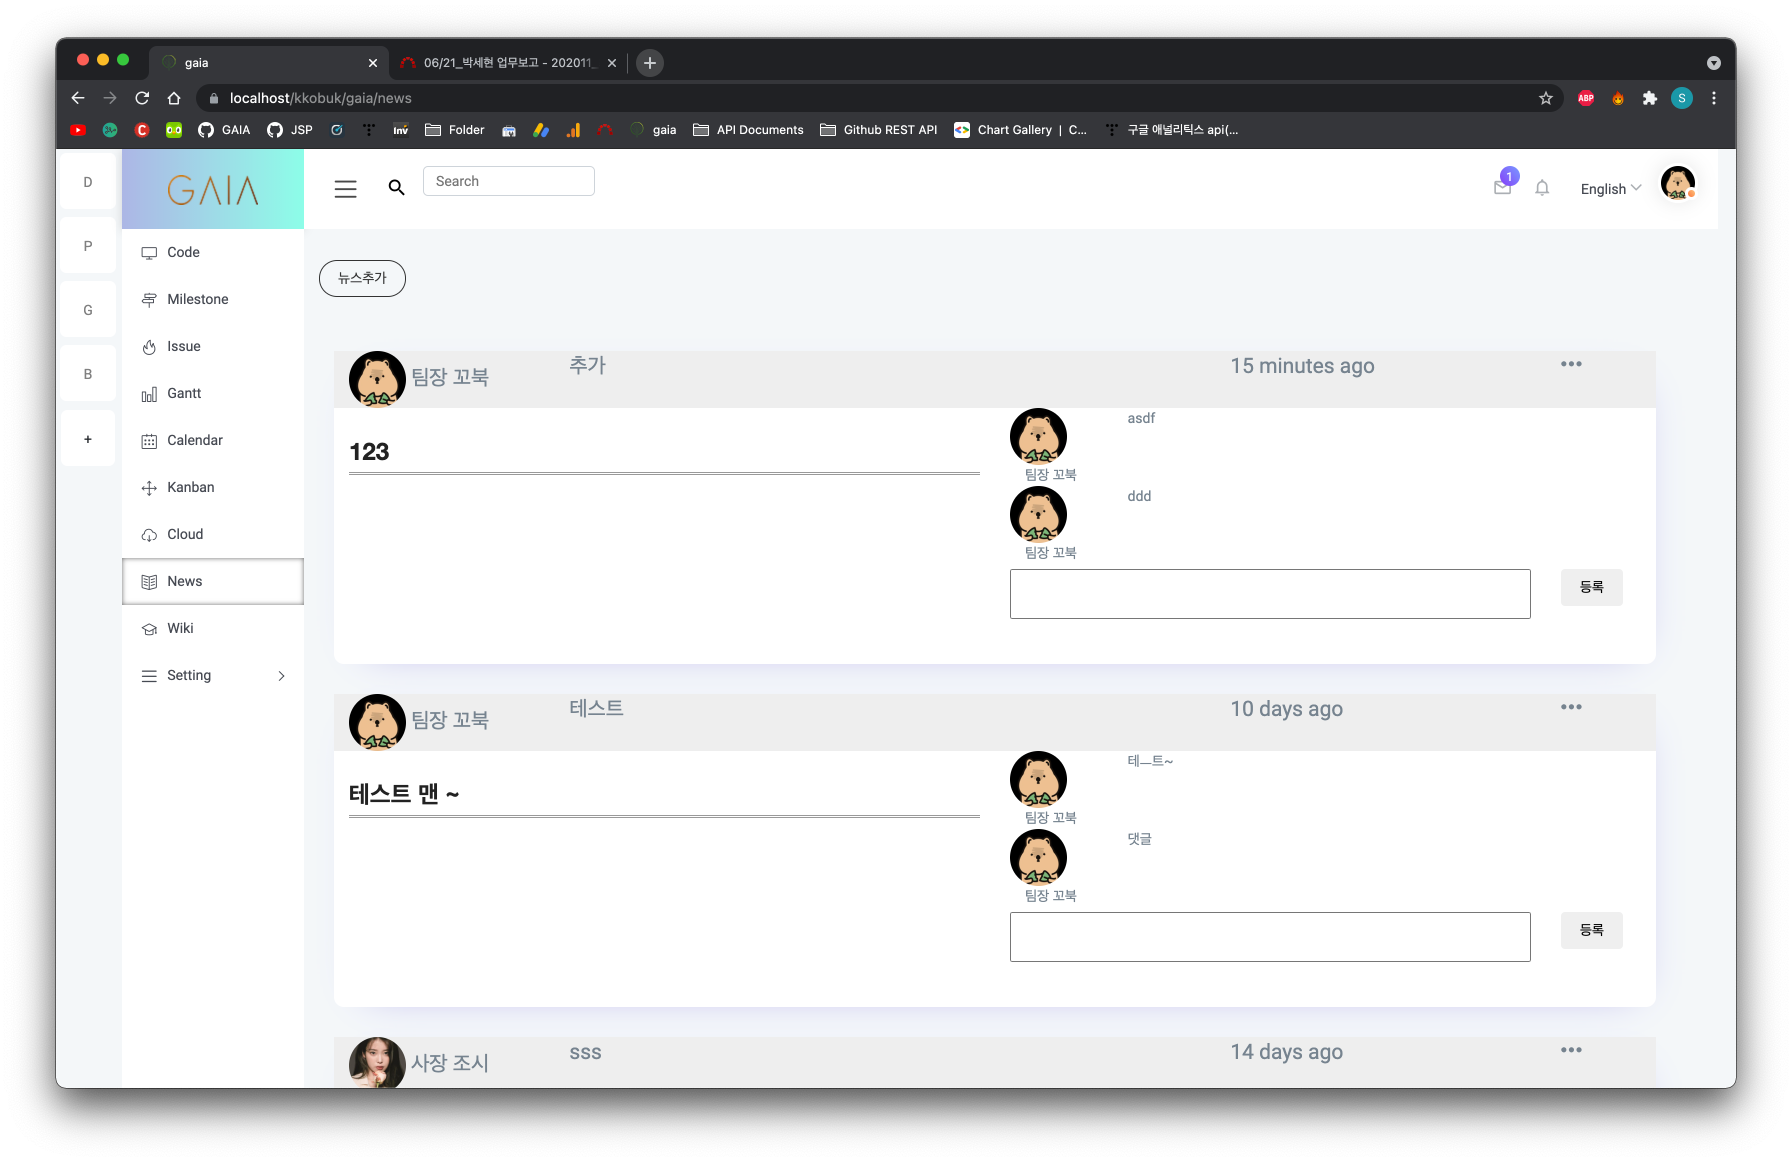 gaia
06/21_박세현 업무보고 - 202011_
localhost/kkobuk/gaia/news
ABP
S
GAIA
JSP
Inv
Folder
gaia
API Documents
Github REST API
Chart Gallery | C...
구글 애널리틱스 api(...
D
P
G
B
+
GAIA
Search
1
English
Code
Milestone
Issue
Gantt
Calendar
Kanban
Cloud
News
Wiki
Setting
뉴스추가
팀장 꼬북
추가
15 minutes ago
123
asdf
팀장 꼬북
ddd
팀장 꼬북
등록
팀장 꼬북
테스트
10 days ago
테스트 맨 ~
테ㅡ트~
팀장 꼬북
댓글
팀장 꼬북
등록
사장 조시
sss
14 days ago